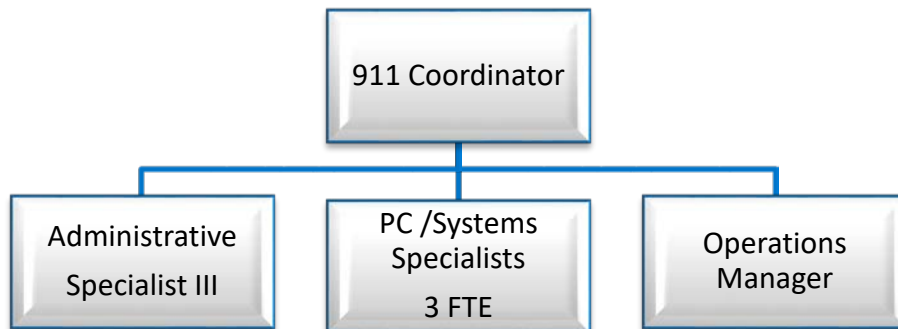 911 Coordinator
Administrative
Specialist III
PC /Systems
Specialists
3 FTE
Operations
Manager